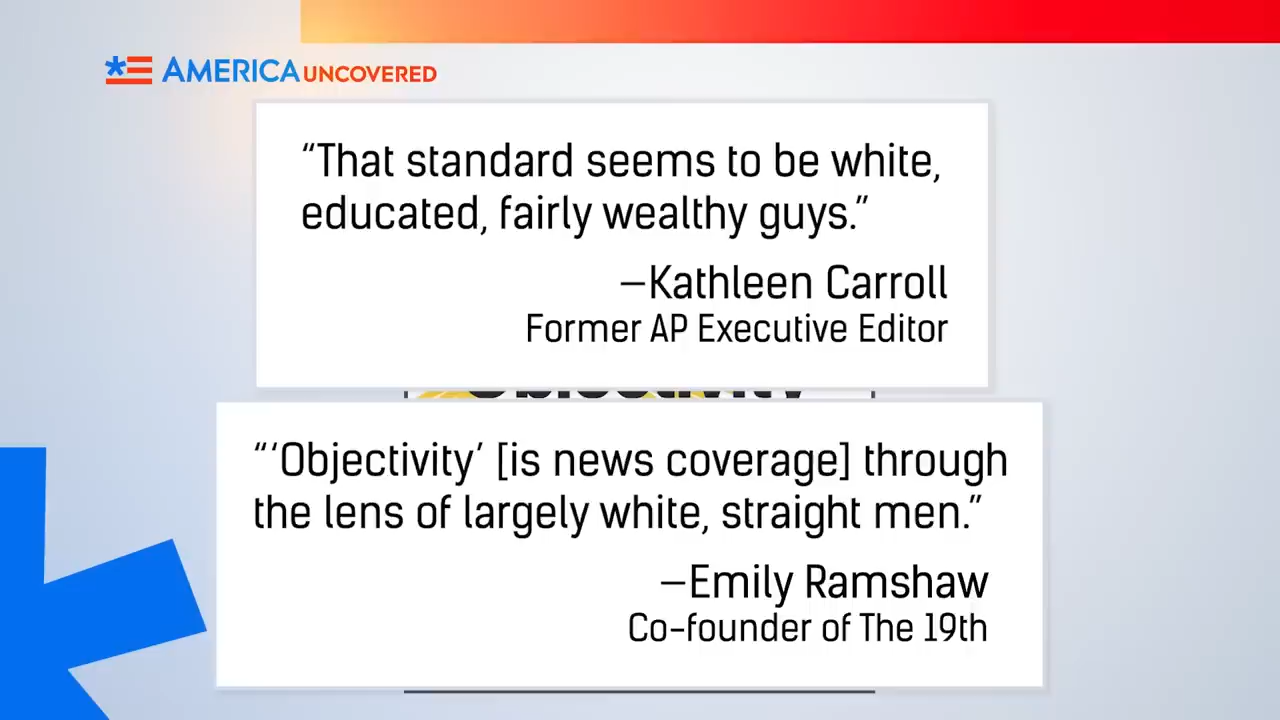 AMERICA UNCOVERED
“That standard seems to be white,
educated, fairly wealthy guys.”
–Kathleen Carroll
Former AP Executive Editor
Objectivity
“‘Objectivity’ [is news coverage] through
the lens of largely white, straight men.”
–Emily Ramshaw
Co-founder of The 19th